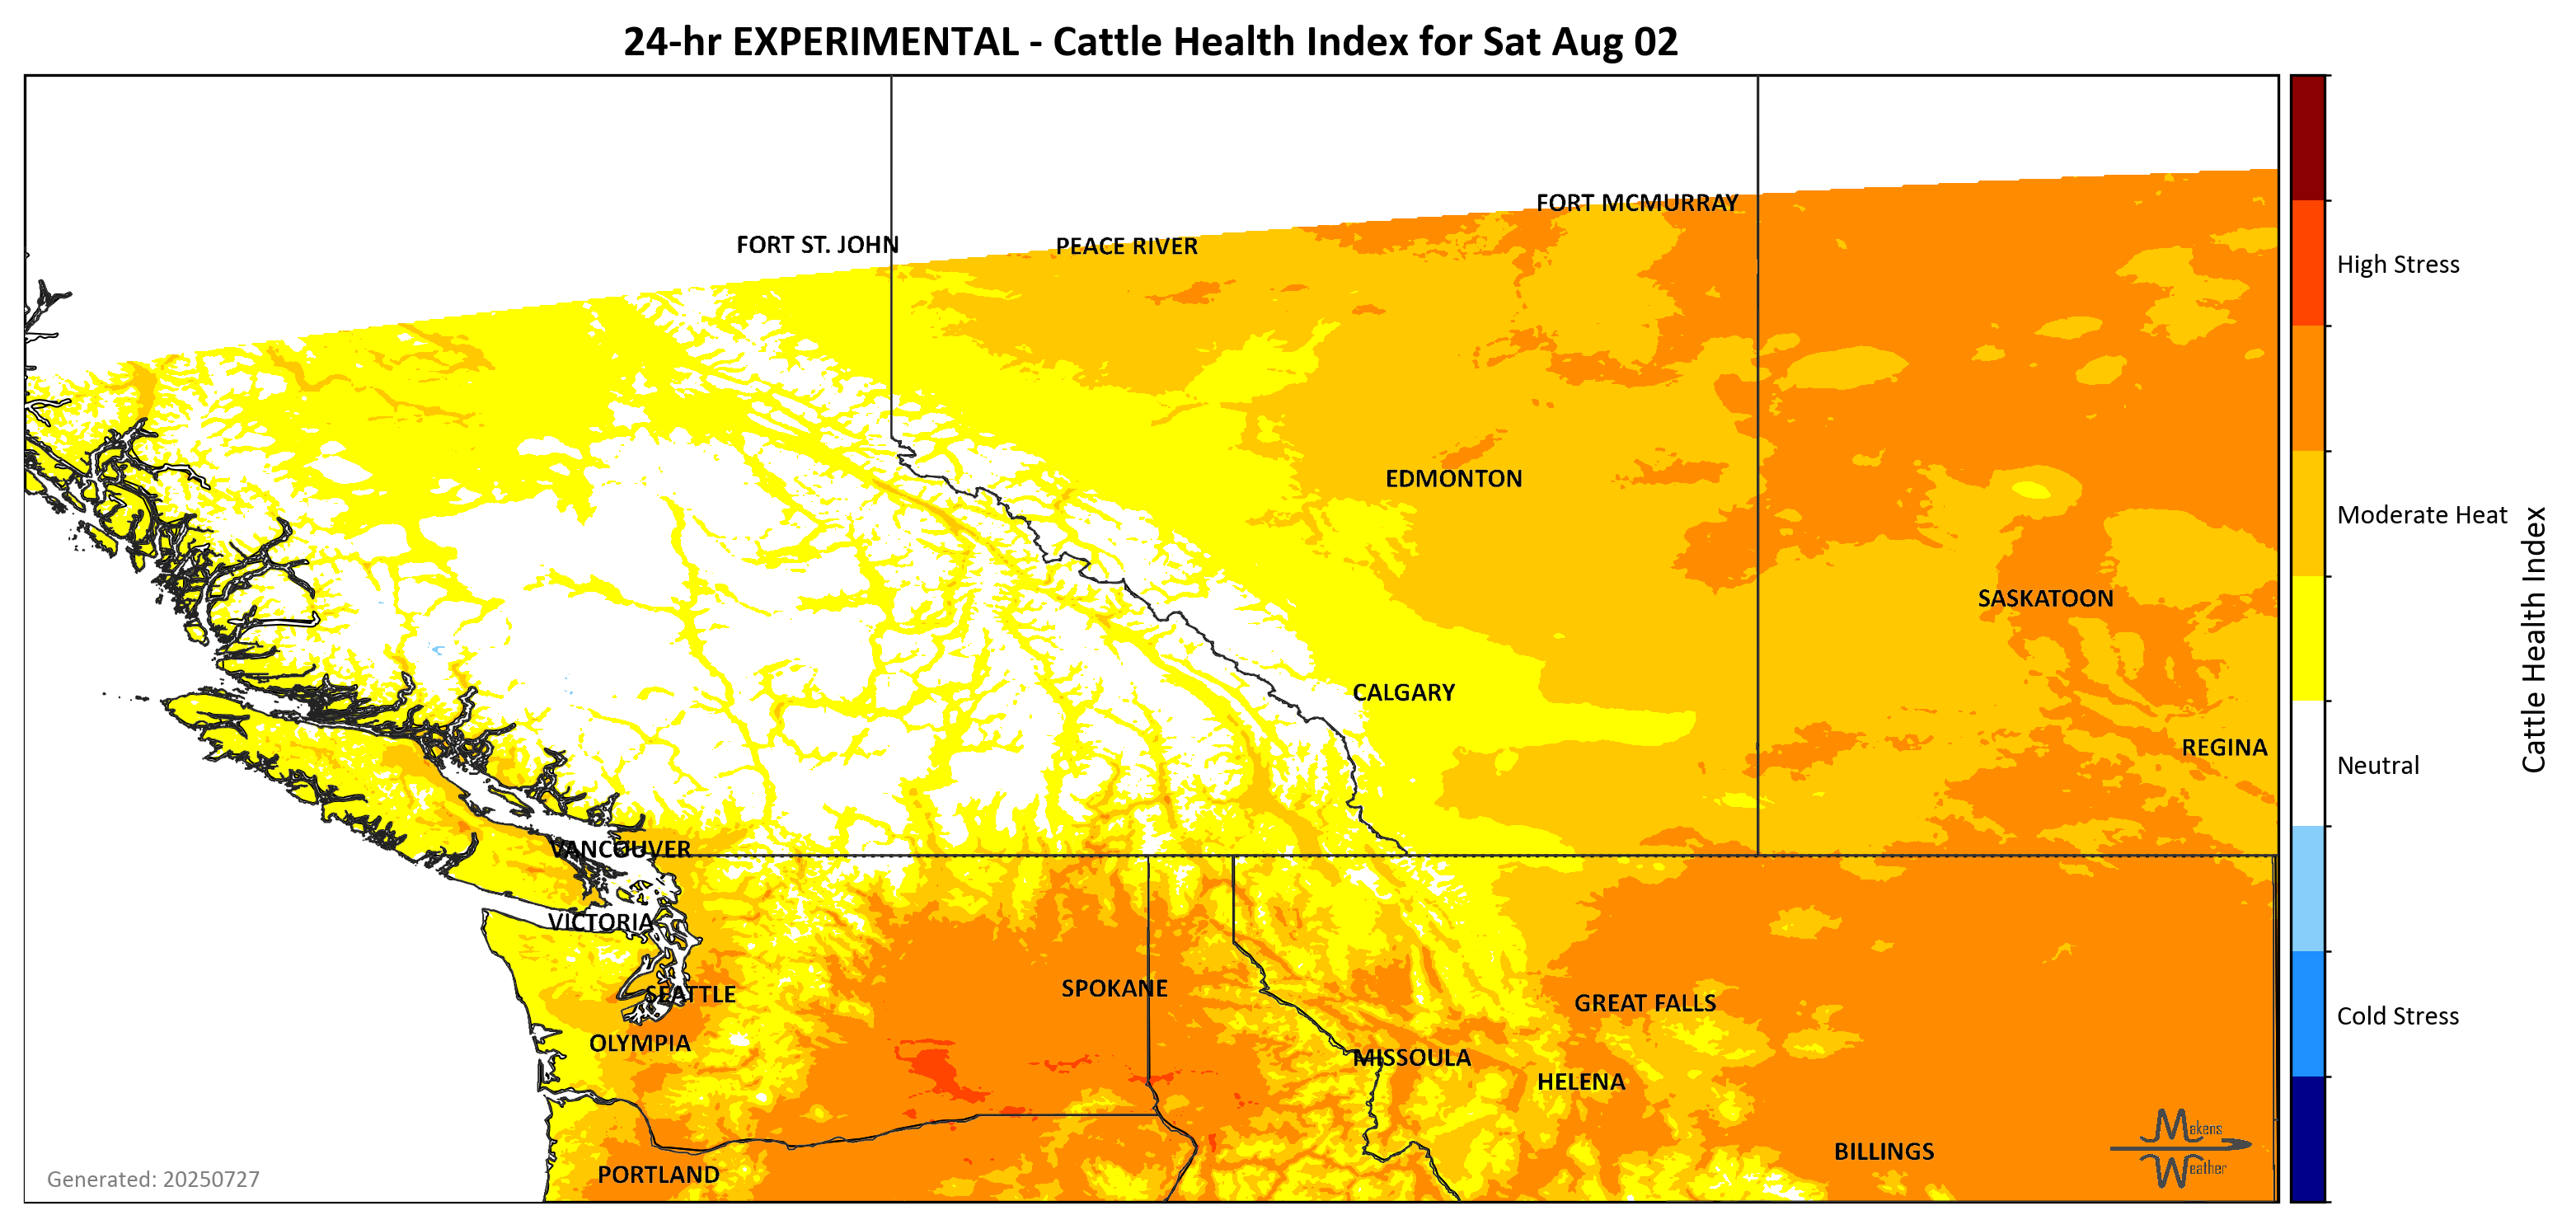 24-hr EXPERIMENTAL - Cattle Health Index for Sat Aug 02
FORT MCMURRAY
FORT ST. JOHN
PEACE RIVER
High Stress
EDMONTON
Moderate Heat
SASKATOON
CALGARY
REGINA
Neutral
Cattle Health Index
VANCOUVER
VICTORIA
SEATTLE
SPOKANE
GREAT FALLS
Cold Stress
OLYMPIA
MISSOULA
HELENA
BILLINGS
Makens
Weather
PORTLAND
Generated: 20250727